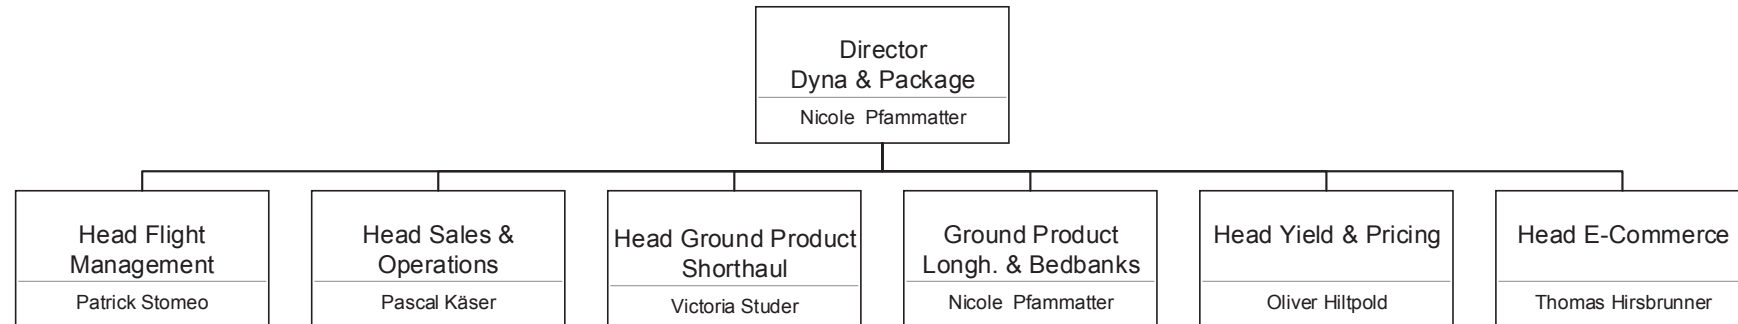 Director
Dyna & Package
Nicole Pfammatter
Head Flight
Management
Patrick Stomeo
Head Sales &
Operations
Pascal Käser
Head Ground Product
Shorthaul
Victoria Studer
Ground Product
Longh. & Bedbanks
Nicole Pfammatter
Head Yield & Pricing
Oliver Hiltpold
Head E-Commerce
Thomas Hirsbrunner